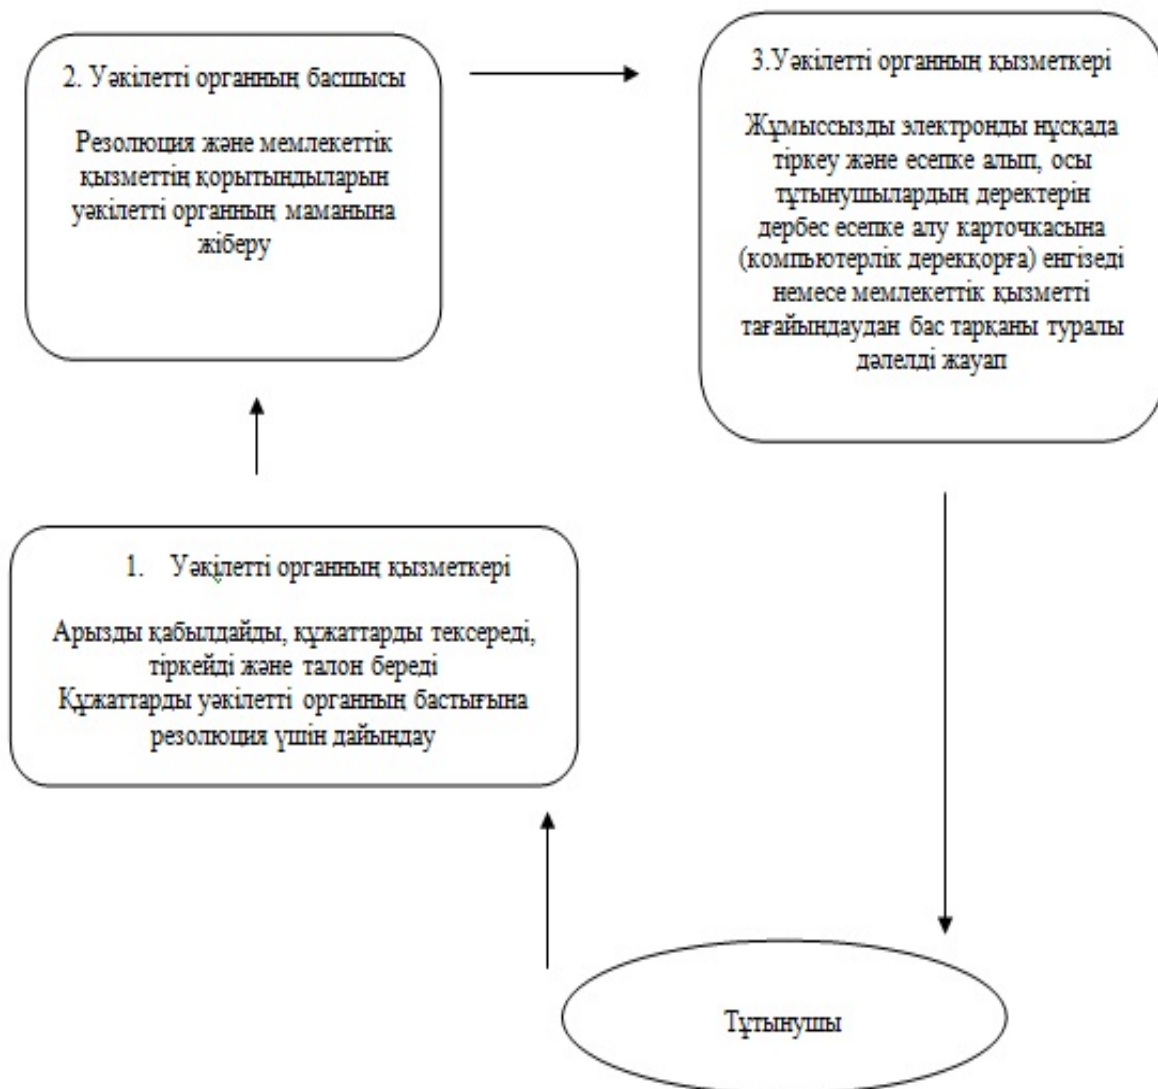 2. Уәкілетті органның басшысы
Резолюция және мемлекеттік
қызметтің қорытындыларын
уәкілетті органның маманына
жіберу
3.Уәкілетті органның қызметкері
Жұмыссызды электронды нұсқада
тіркеу және есепке алып, осы
тұтынушылардың деректерін
дербес есепке алу карточкасына
(компьютерлік дерекқорға) енгізеді
немесе мемлекеттік қызметті
тағайындаудан бас тарқаны туралы
дәлелді жауап
1. Уәкілетті органның қызметкері
Арызды қабылдайды, құжаттарды тексереді,
тіркейді және талон береді
Құжаттарды уәкілетті органның бастығына
резолюция үшін дайындау
Тұтынушы